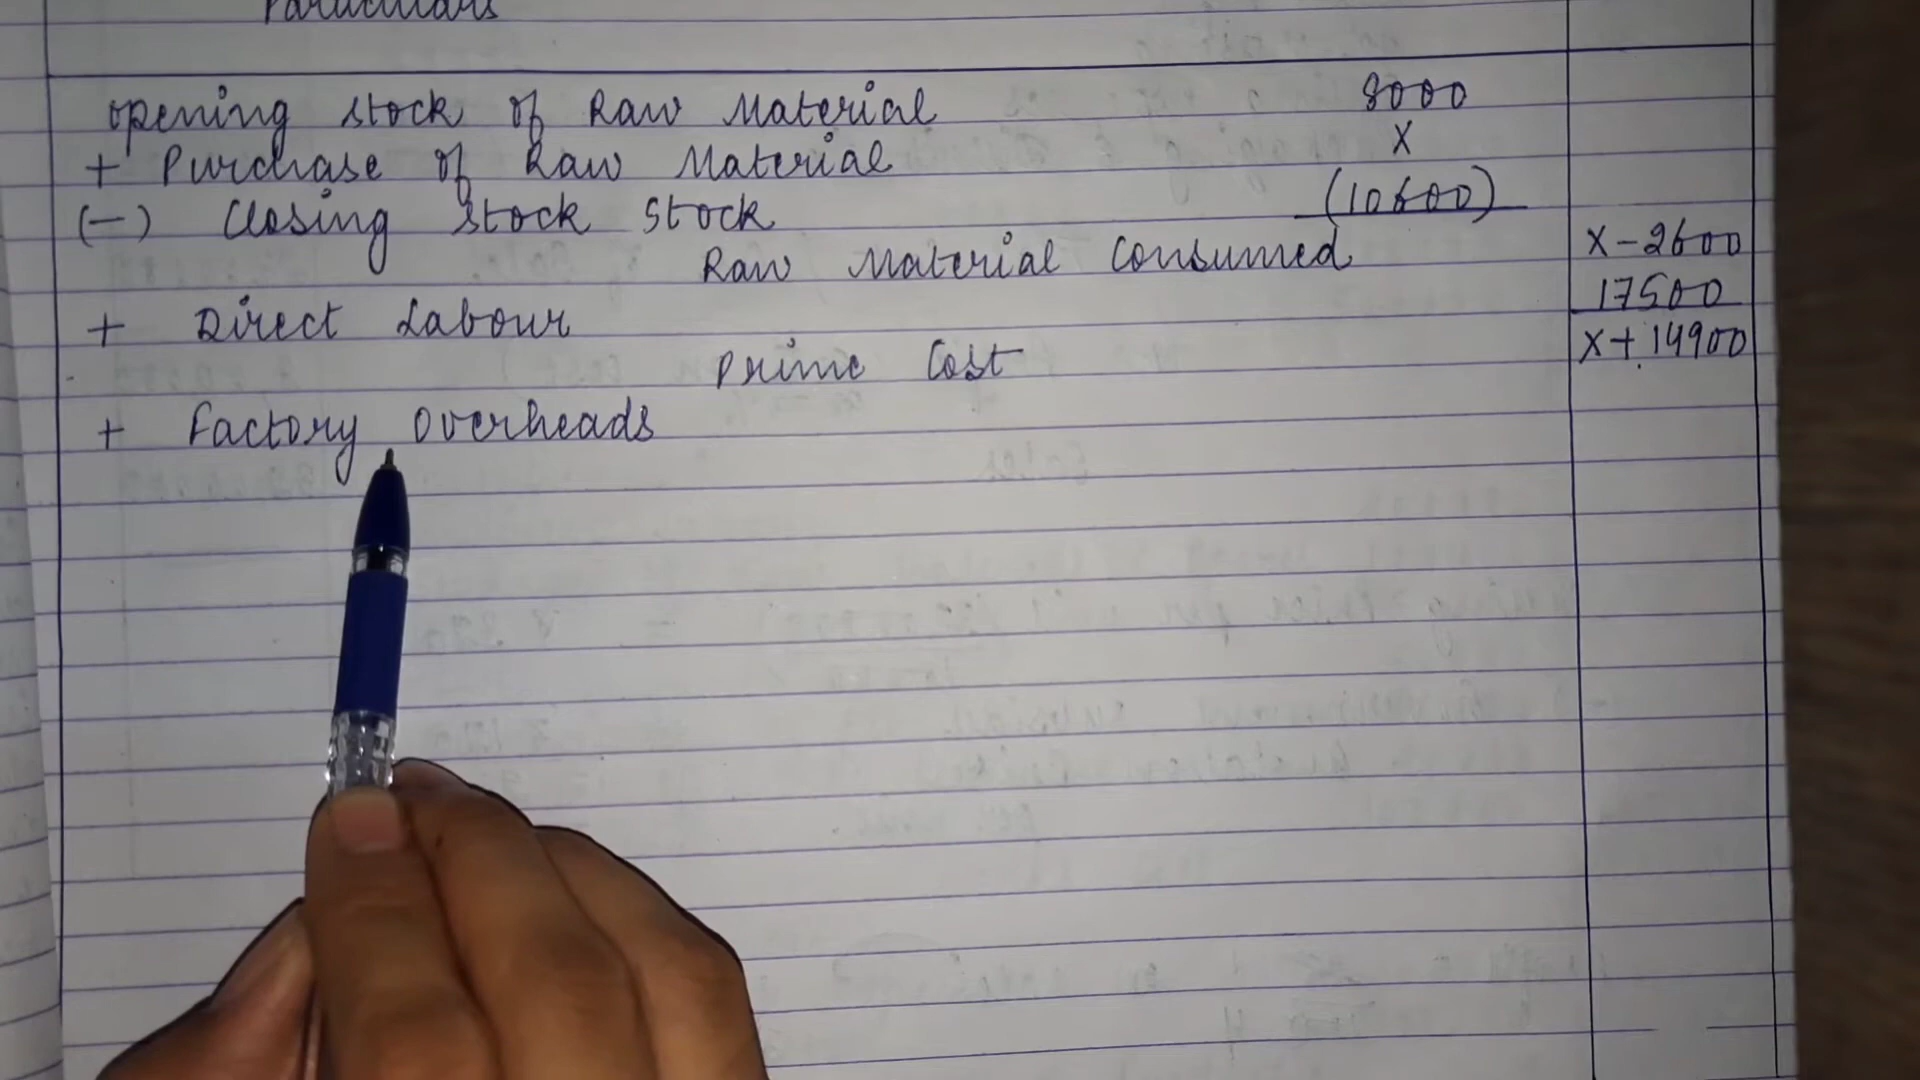 Particulars
opening stock of Raw Material 8000
+ Purchase of Raw Material X
(-) Closing Stock Stock (10600)
Raw Material Consumed X-2600
+ Direct Labour 17500
Prime Cost X+14900
+ Factory Overheads